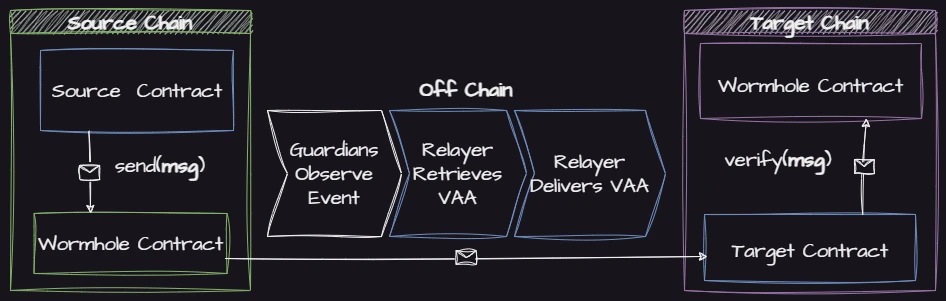 Source Chain
Source Contract
send(msg)
Wormhole Contract
Off Chain
Guardians
Observe
Event
Relayer
Retrieves
VAA
Relayer
Delivers VAA
Target Chain
Wormhole Contract
verify(msg)
Target Contract